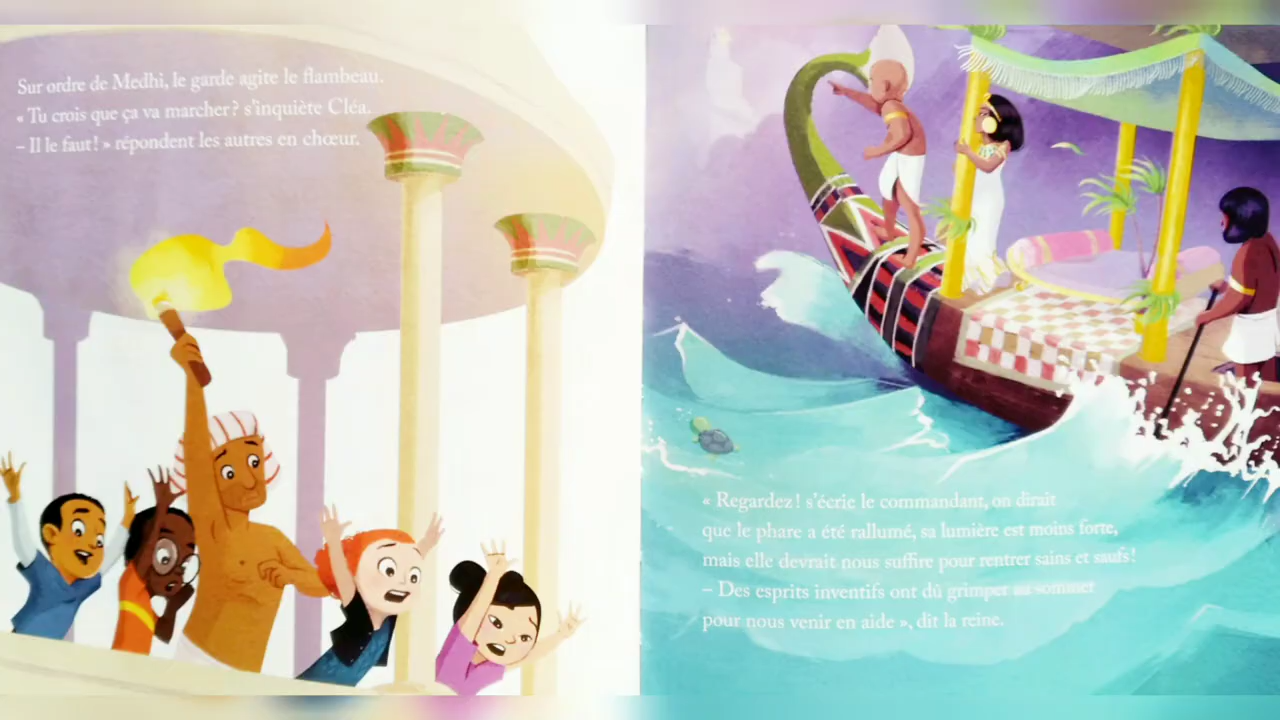 Sur ordre de Medhi, le garde agite le flambeau.
« Tu crois que ça va marcher ? s'inquiète Cléa.
– Il le faut ! » répondent les autres en chœur.
« Regardez ! s'écrie le commandant, on dirait
que le phare a été rallumé, sa lumière est moins forte,
mais elle devrait nous suffire pour rentrer sains et saufs !
– Des esprits inventifs ont dû grimper au sommet
pour nous venir en aide », dit la reine.